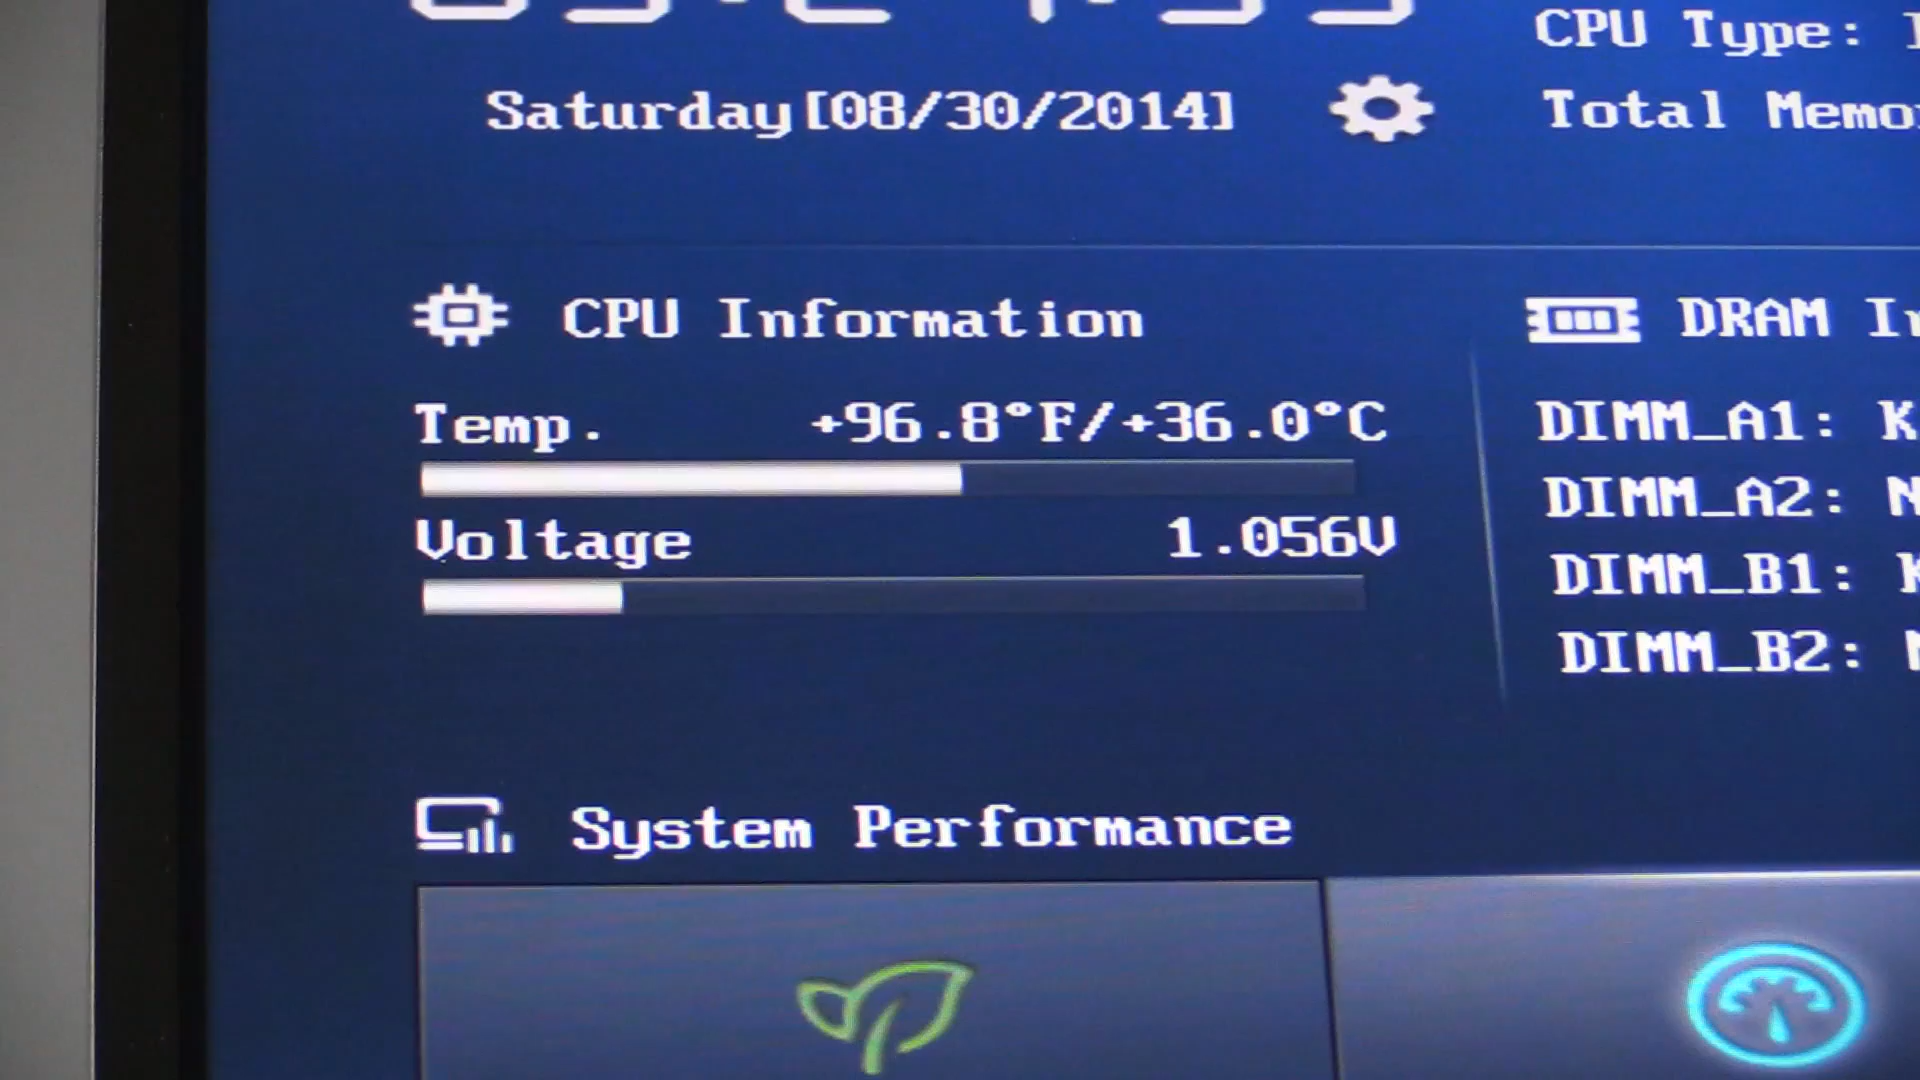 CPU Type:
Saturday[08/30/2014]
Total
CPU Information
DRAM
Temp. +96.8°F/+36.0°C
DIMM_A1:
Voltage 1.056V
DIMM_A2:
DIMM_B1:
DIMM_B2:
System Performance